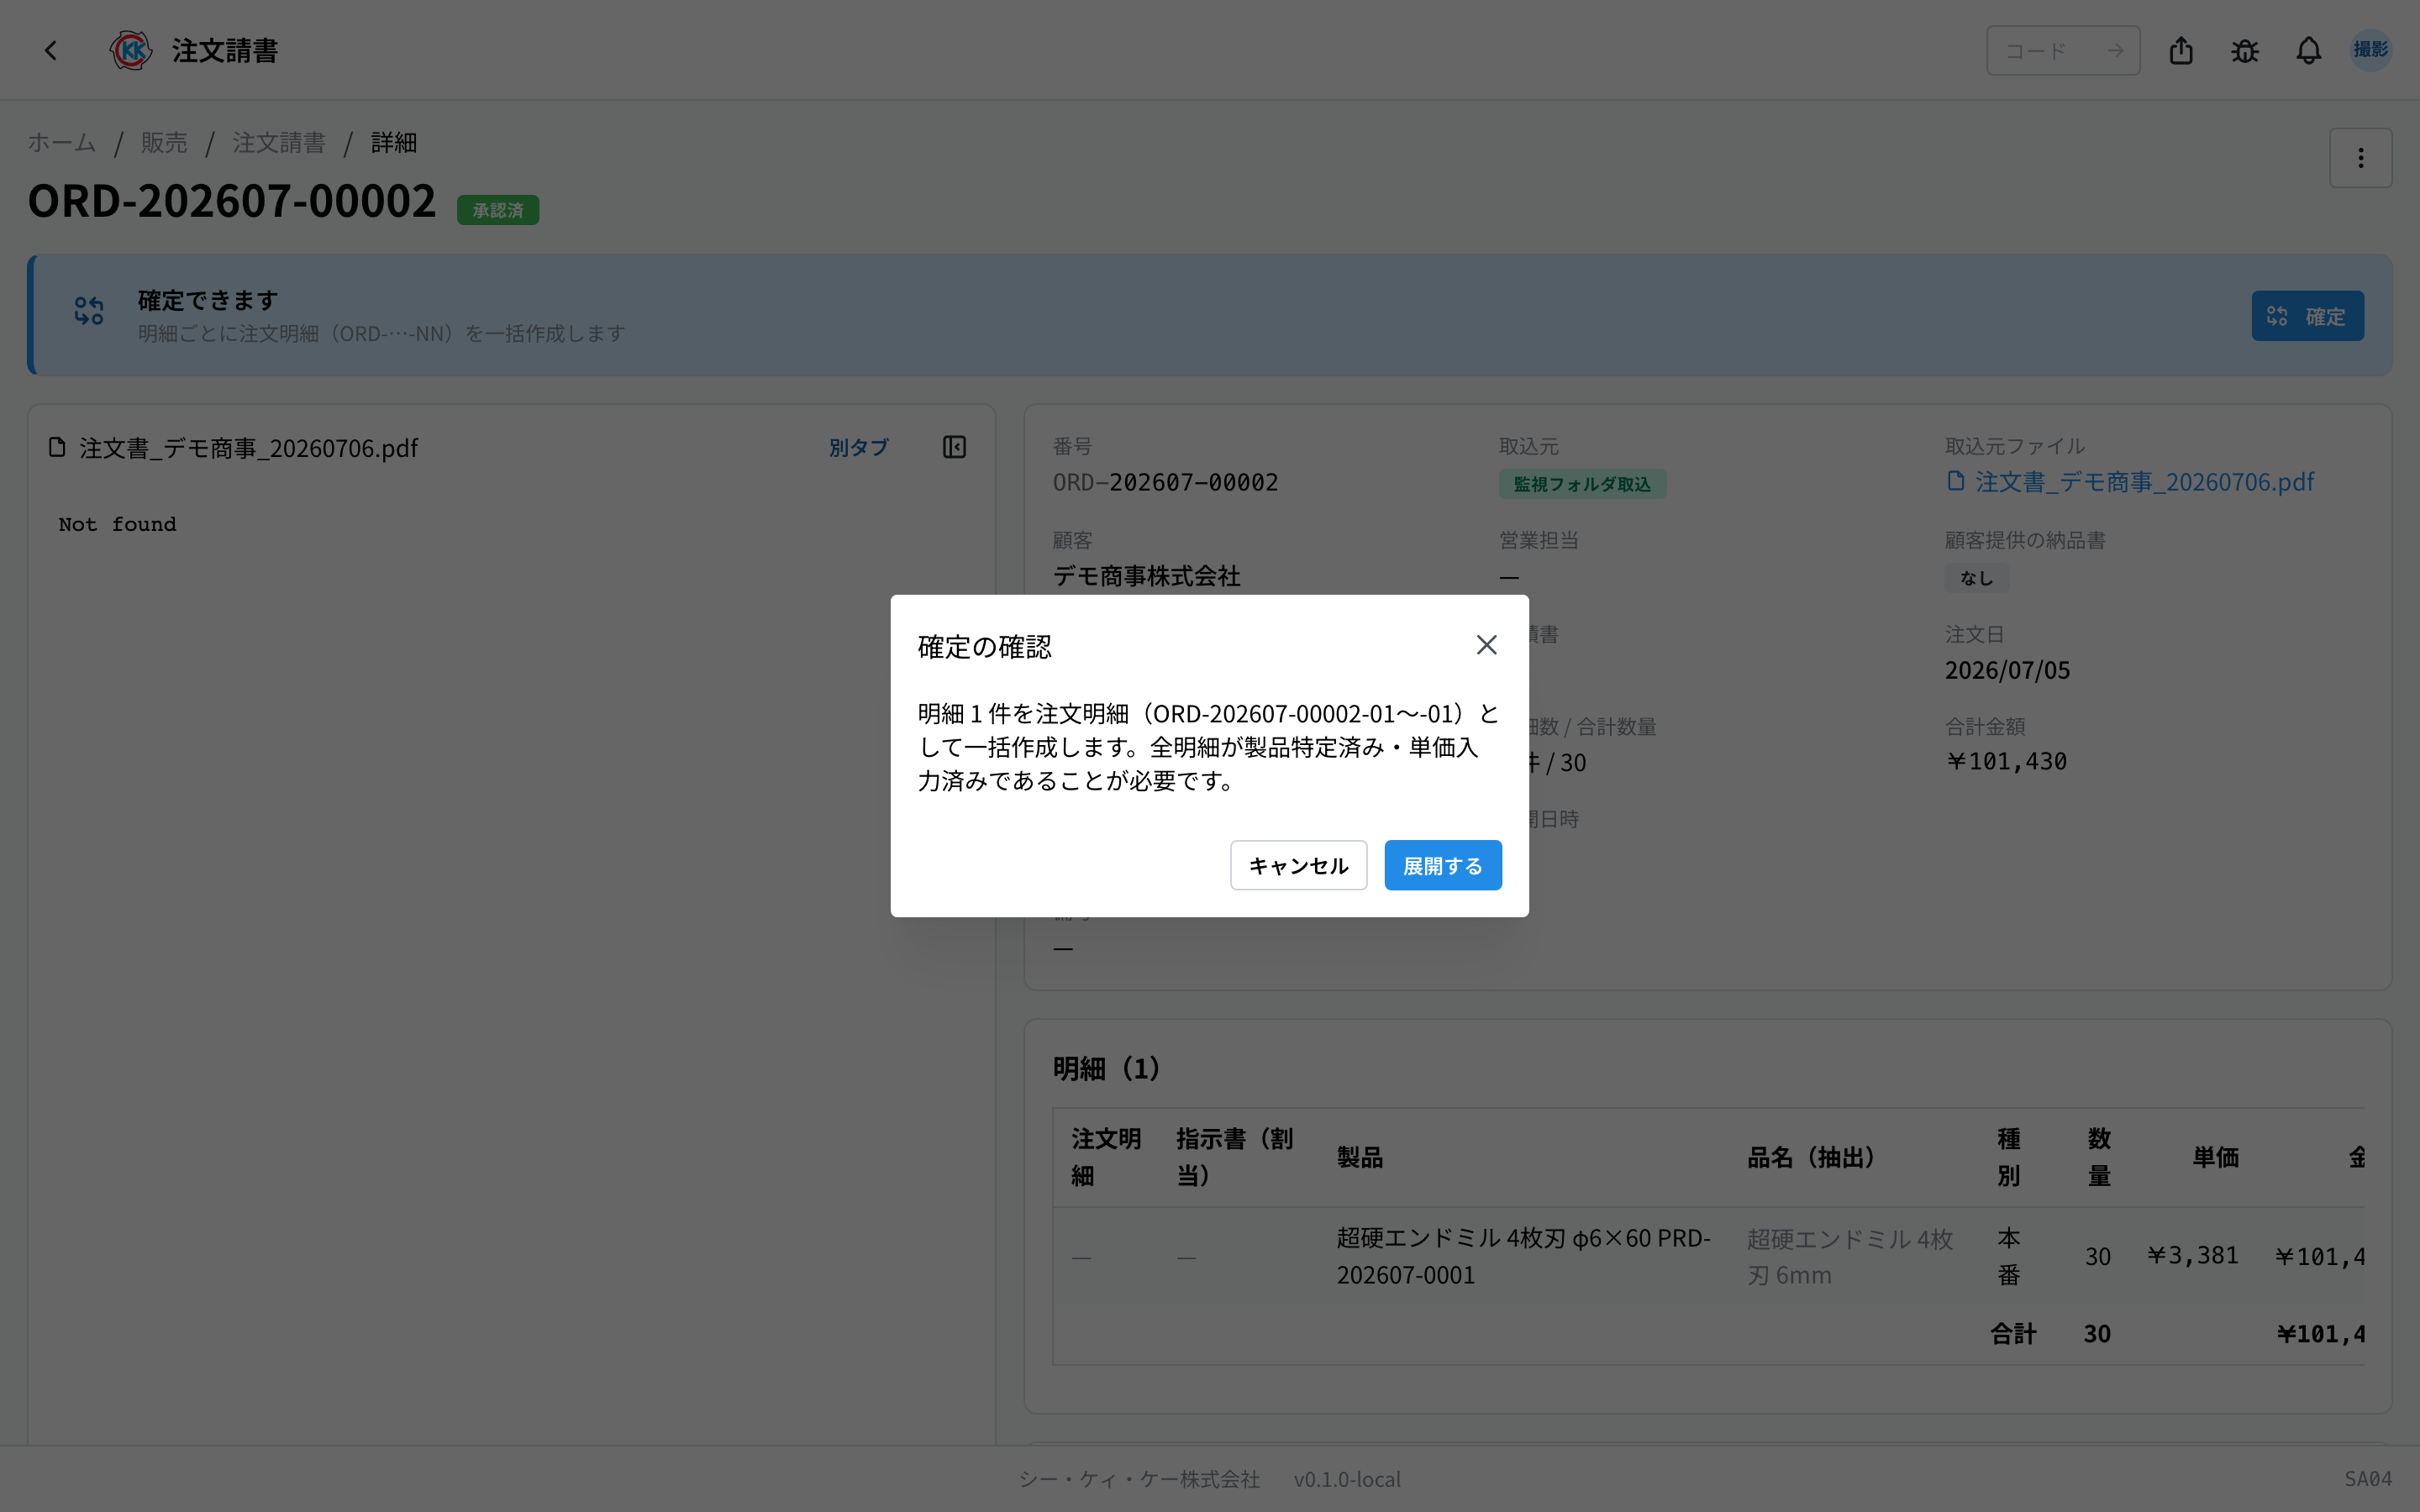 KK
注文請書
コード
撮影
ホーム / 販売 / 注文請書 / 詳細
ORD-202607-00002
承認済
確定できます
明細ごとに注文明細（ORD-…-NN）を一括作成します
確定
注文書_デモ商事_20260706.pdf
別タブ
Not found
番号
ORD-202607-00002
取込元
監視フォルダ取込
取込元ファイル
注文書_デモ商事_20260706.pdf
顧客
デモ商事株式会社
営業担当
—
顧客提供の納品書
なし
書
注文日
2026/07/05
数 / 合計数量
/ 30
合計金額
¥101,430
日時
—
確定の確認
明細 1 件を注文明細（ORD-202607-00002-01〜-01）と
して一括作成します。全明細が製品特定済み・単価入
力済みであることが必要です。
キャンセル
展開する
明細（1）
注文明
細
指示書（割
当）
製品
品名（抽出）
種
別
数
量
単価
—
—
超硬エンドミル 4枚刃 φ6×60 PRD-
202607-0001
超硬エンドミル 4枚
刃 6mm
本
番
30
¥3,381
¥101,4
合計
30
¥101,4
シー・ケィ・ケー株式会社
v0.1.0-local
SA04